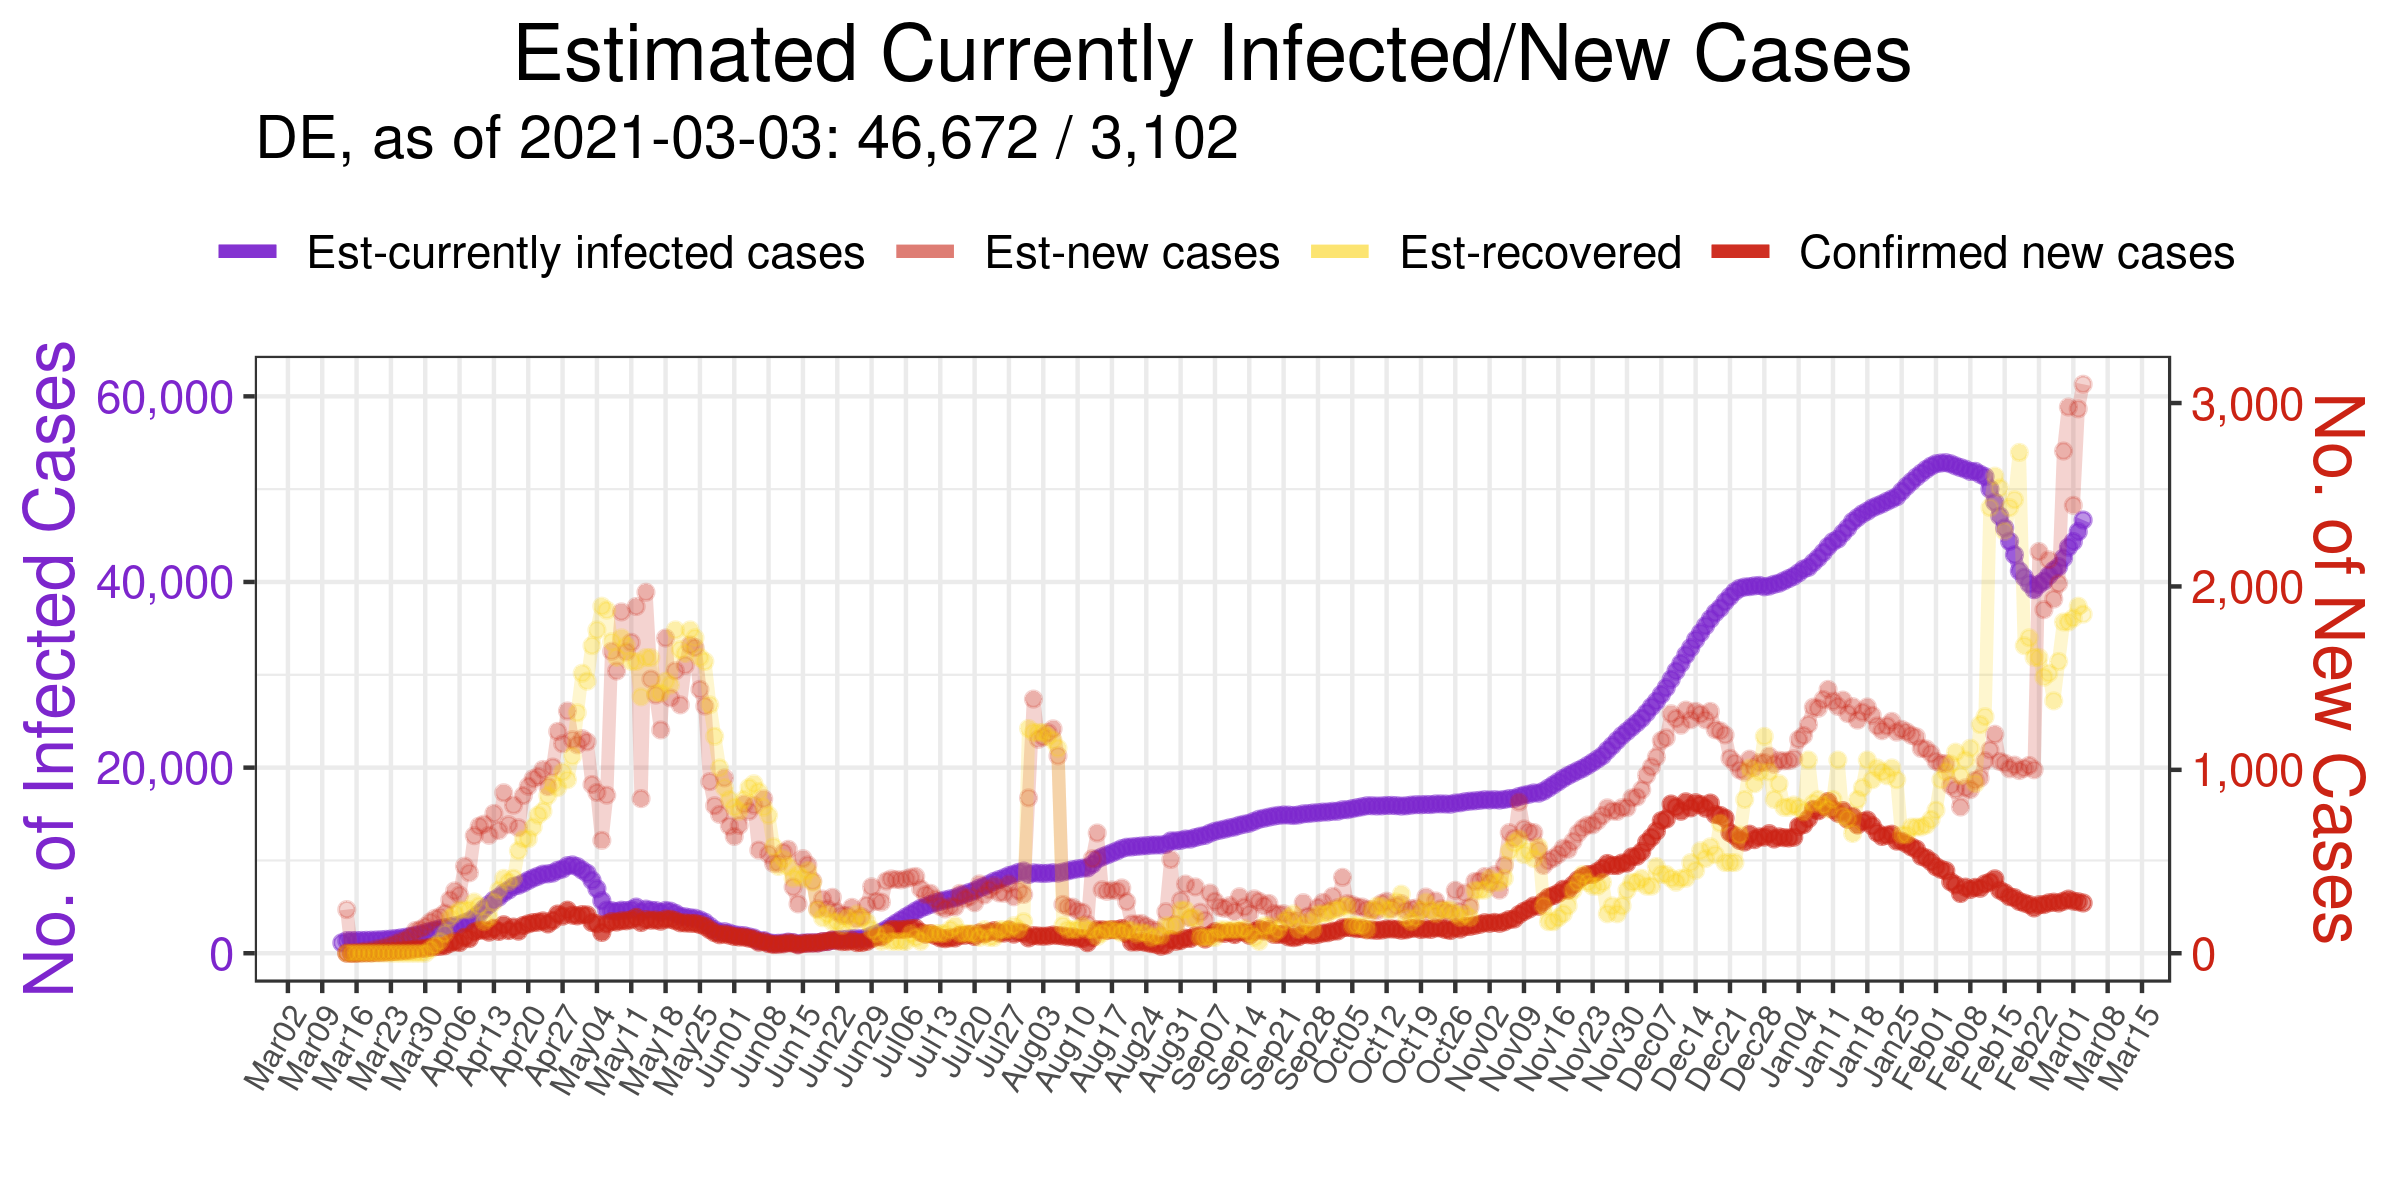 Estimated Currently Infected/New Cases
DE, as of 2021-03-03: 46,672 / 3,102
Est-currently infected cases Est-new cases Est-recovered Confirmed new cases
No. of Infected Cases
60,000
40,000
20,000
0
3,000
2,000
1,000
0
No. of New Cases
Mar02 Mar09 Mar16 Mar23 Mar30 Apr06 Apr13 Apr20 Apr27 May04 May11 May18 May25 Jun01 Jun08 Jun15 Jun22 Jun29 Jul06 Jul13 Jul20 Jul27 Aug03 Aug10 Aug17 Aug24 Aug31 Sep07 Sep14 Sep21 Sep28 Oct05 Oct12 Oct19 Oct26 Nov02 Nov09 Nov16 Nov23 Nov30 Dec07 Dec14 Dec21 Dec28 Jan04 Jan11 Jan18 Jan25 Feb01 Feb08 Feb15 Feb22 Mar01 Mar08 Mar15